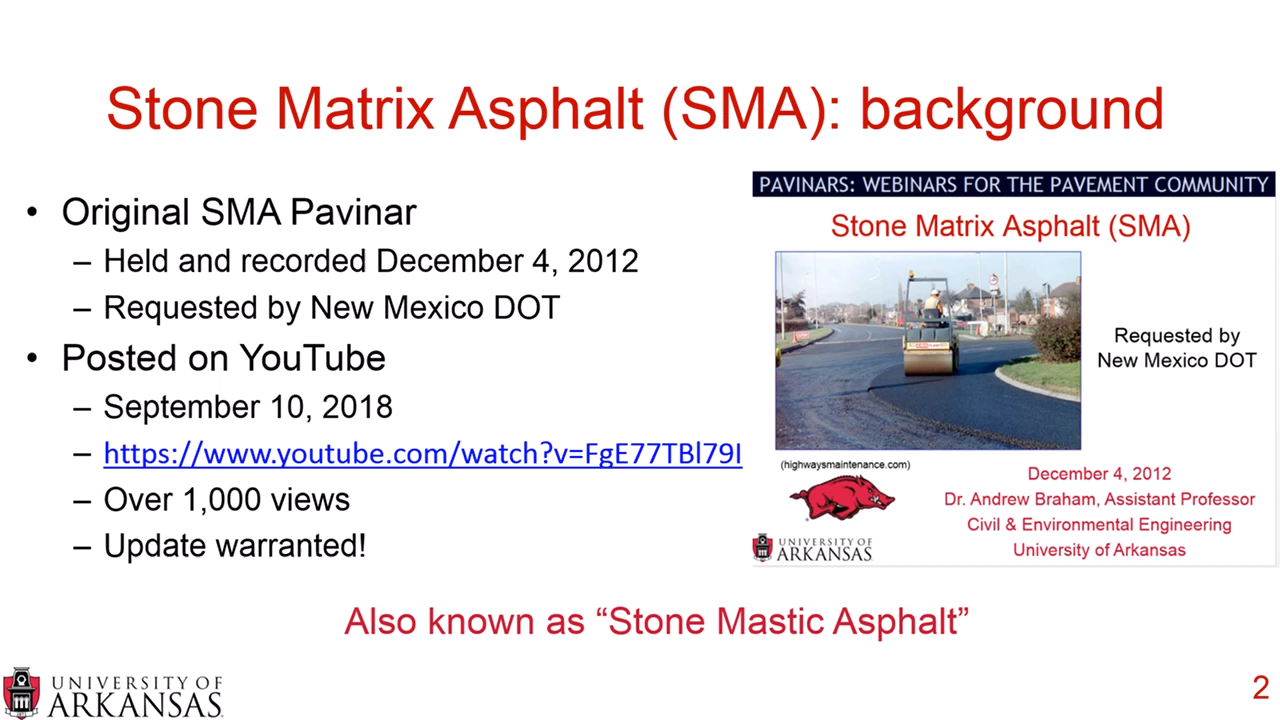 Stone Matrix Asphalt (SMA): background
• Original SMA Pavinar
– Held and recorded December 4, 2012
– Requested by New Mexico DOT
• Posted on YouTube
– September 10, 2018
– https://www.youtube.com/watch?v=FgE77TBl79I
– Over 1,000 views
– Update warranted!
PAVINARS: WEBINARS FOR THE PAVEMENT COMMUNITY
Stone Matrix Asphalt (SMA)
Requested by
New Mexico DOT
(highwaysmaintenance.com)
December 4, 2012
Dr. Andrew Braham, Assistant Professor
Civil & Environmental Engineering
University of Arkansas
UNIVERSITY OF
ARKANSAS
Also known as “Stone Mastic Asphalt”
UNIVERSITY OF
ARKANSAS
2